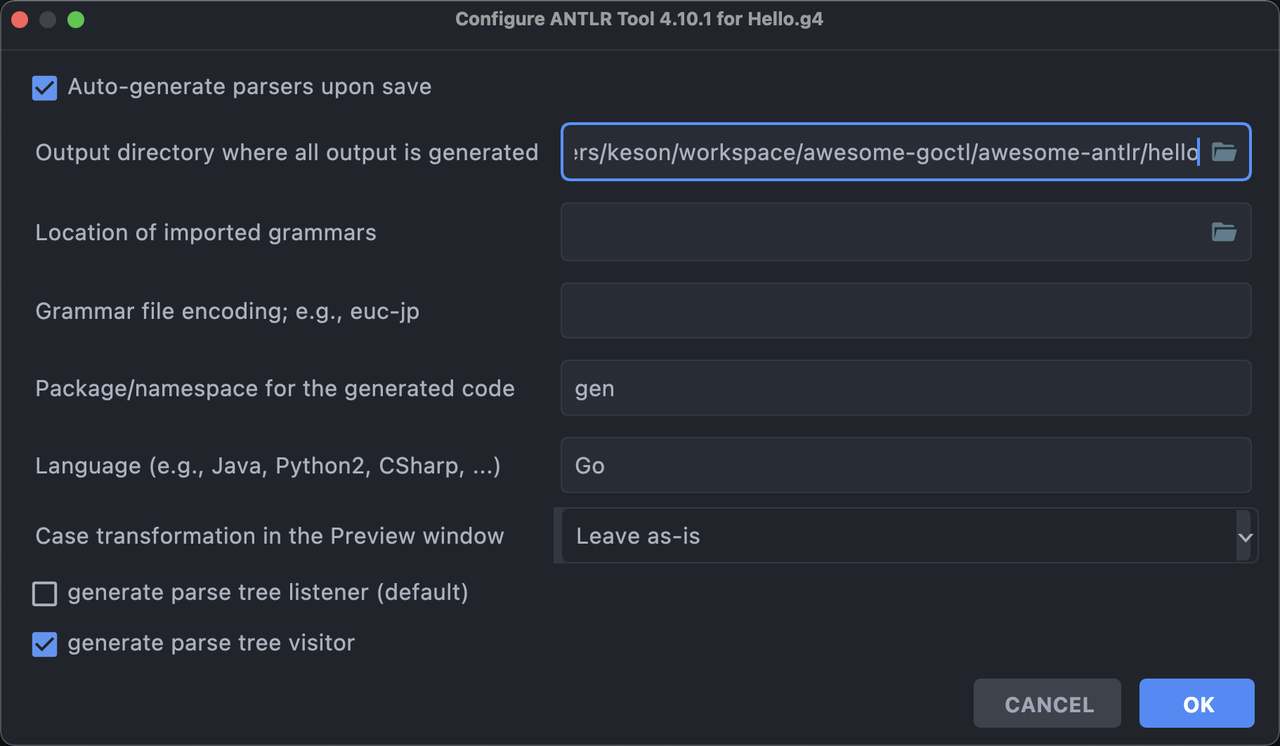 Configure ANTLR Tool 4.10.1 for Hello.g4
Auto-generate parsers upon save
Output directory where all output is generated
rs/keson/workspace/awesome-goctl/awesome-antlr/hello
Location of imported grammars
Grammar file encoding; e.g., euc-jp
Package/namespace for the generated code
gen
Language (e.g., Java, Python2, CSharp, ...)
Go
Case transformation in the Preview window
Leave as-is
generate parse tree listener (default)
generate parse tree visitor
CANCEL
OK